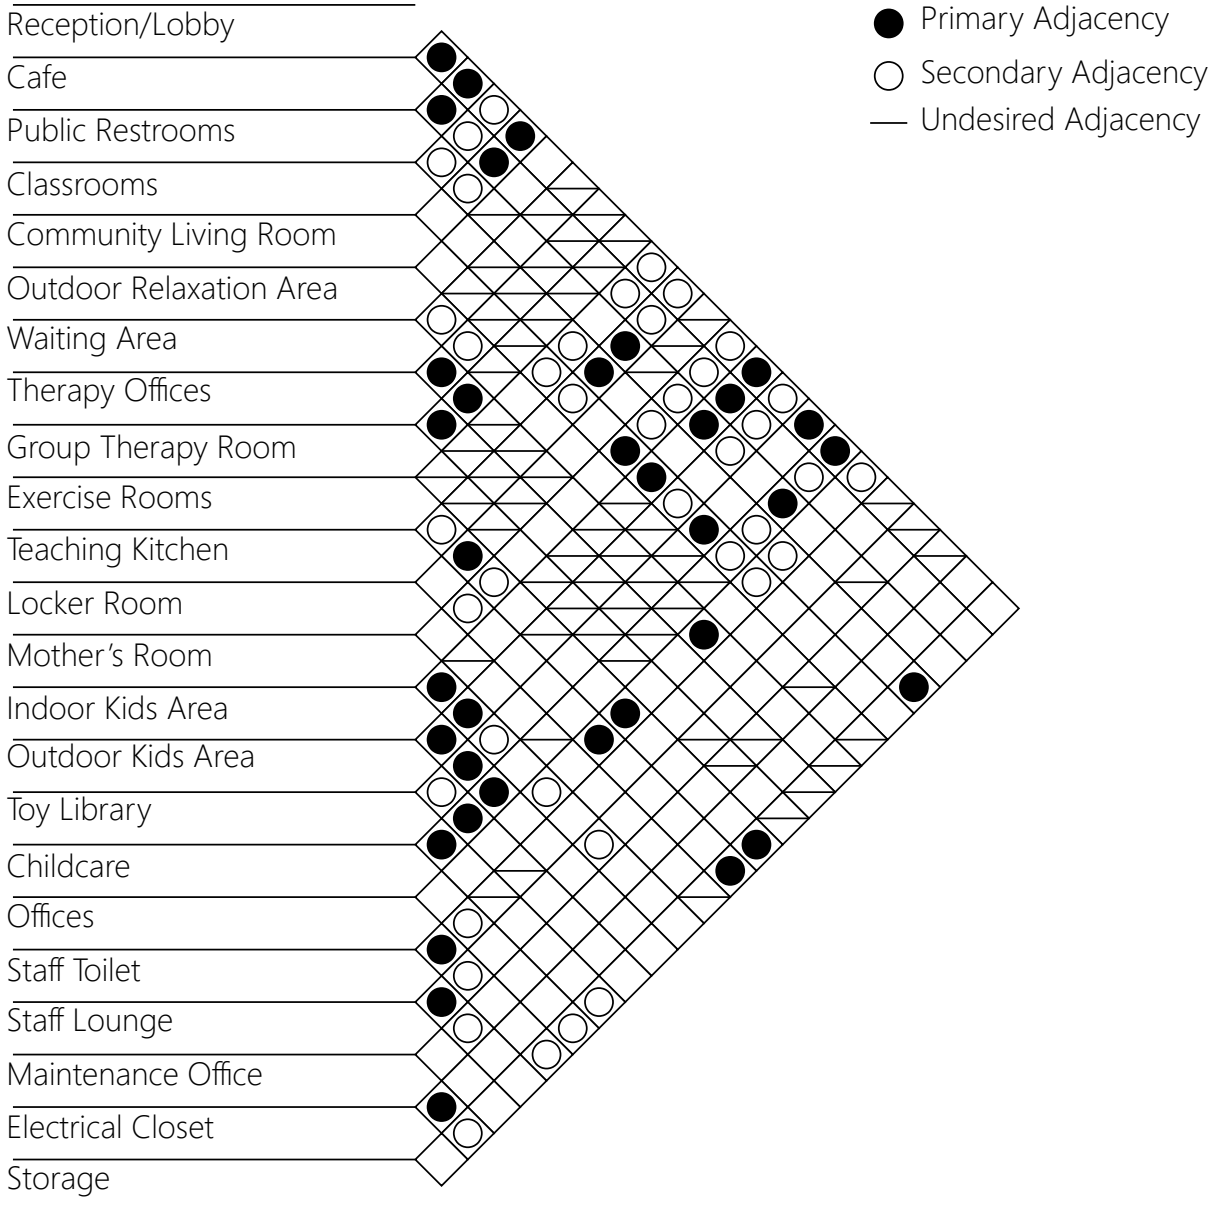 Reception/Lobby
Cafe
Public Restrooms
Classrooms
Community Living Room
Outdoor Relaxation Area
Waiting Area
Therapy Offices
Group Therapy Room
Exercise Rooms
Teaching Kitchen
Locker Room
Mother's Room
Indoor Kids Area
Outdoor Kids Area
Toy Library
Childcare
Offices
Staff Toilet
Staff Lounge
Maintenance Office
Electrical Closet
Storage
Primary Adjacency
Secondary Adjacency
Undesired Adjacency